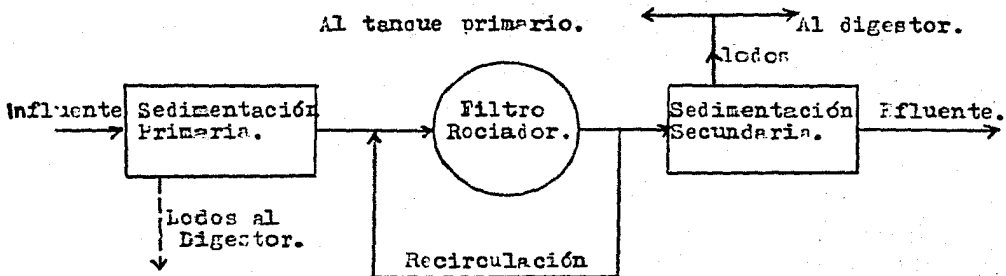 Al tanque primario.
Al digestor.
lodos
Influente
Sedimentación
Primaria.
Filtro
Rociador.
Sedimentación
Secundaria.
Efluente.
Lodos al
Digestor.
Recirculación